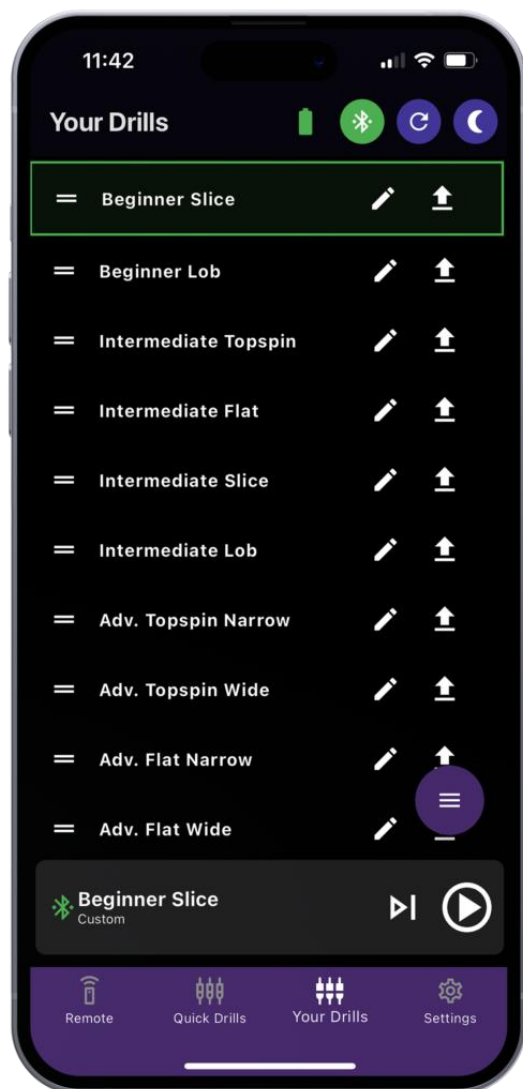 11:42
Your Drills
Beginner Slice
Beginner Lob
Intermediate Topspin
Intermediate Flat
Intermediate Slice
Intermediate Lob
Adv. Topspin Narrow
Adv. Topspin Wide
Adv. Flat Narrow
Adv. Flat Wide
Beginner Slice
Custom
Remote Quick Drills Your Drills Settings